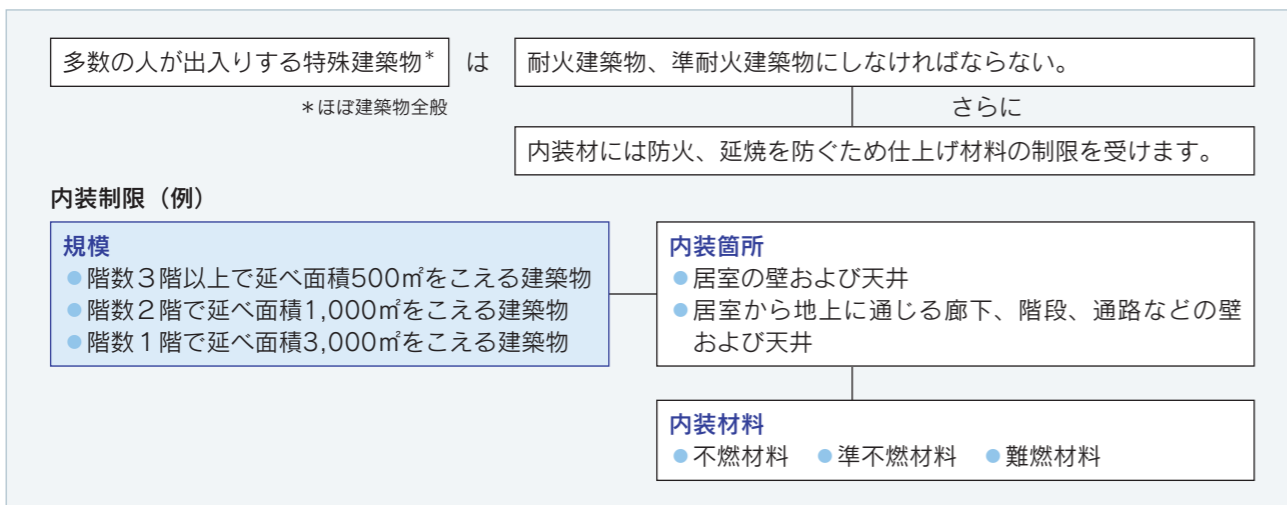 多数の人が出入りする特殊建築物* は 耐火建築物、準耐火建築物にしなければならない。
*ほぼ建築物全般
さらに
内装材には防火、延焼を防ぐため仕上げ材料の制限を受けます。
内装制限（例）
規模
●階数３階以上で延べ面積500㎡をこえる建築物
●階数２階で延べ面積1,000㎡をこえる建築物
●階数１階で延べ面積3,000㎡をこえる建築物
内装箇所
●居室の壁および天井
●居室から地上に通じる廊下、階段、通路などの壁
および天井
内装材料
●不燃材料 ●準不燃材料 ●難燃材料